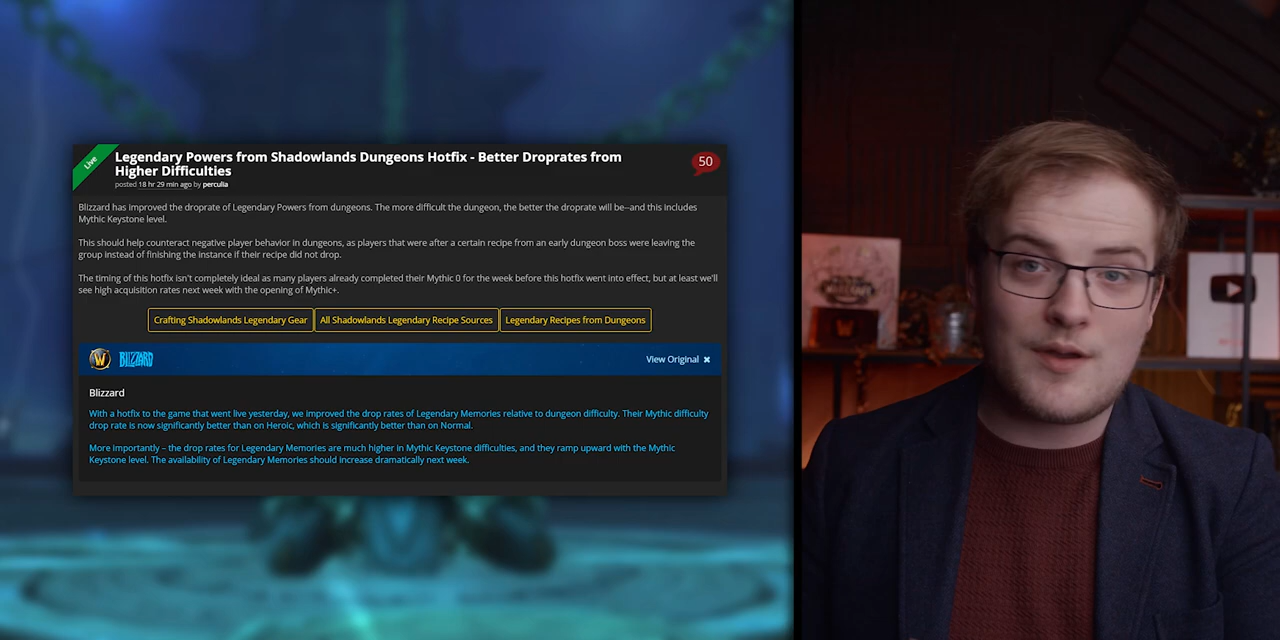 Live
Legendary Powers from Shadowlands Dungeons Hotfix - Better Droprates from
Higher Difficulties
50
posted 18 hr 29 min ago by perculia
Blizzard has improved the droprate of Legendary Powers from dungeons. The more difficult the dungeon, the better the droprate will be—and this includes
Mythic Keystone level.
This should help counteract negative player behavior in dungeons, as players that were after a certain recipe from an early dungeon boss were leaving the
group instead of finishing the instance if their recipe did not drop.
The timing of this hotfix isn't completely ideal as many players already completed their Mythic 0 for the week before this hotfix went into effect, but at least we'll
see high acquisition rates next week with the opening of Mythic+.
Crafting Shadowlands Legendary Gear
All Shadowlands Legendary Recipe Sources
Legendary Recipes from Dungeons
W BLIZZARD
View Original ×
Blizzard
With a hotfix to the game that went live yesterday, we improved the drop rates of Legendary Memories relative to dungeon difficulty. Their Mythic difficulty
drop rate is now significantly better than on Heroic, which is significantly better than on Normal.
More importantly – the drop rates for Legendary Memories are much higher in Mythic Keystone difficulties, and they ramp upward with the Mythic
Keystone level. The availability of Legendary Memories should increase dramatically next week.